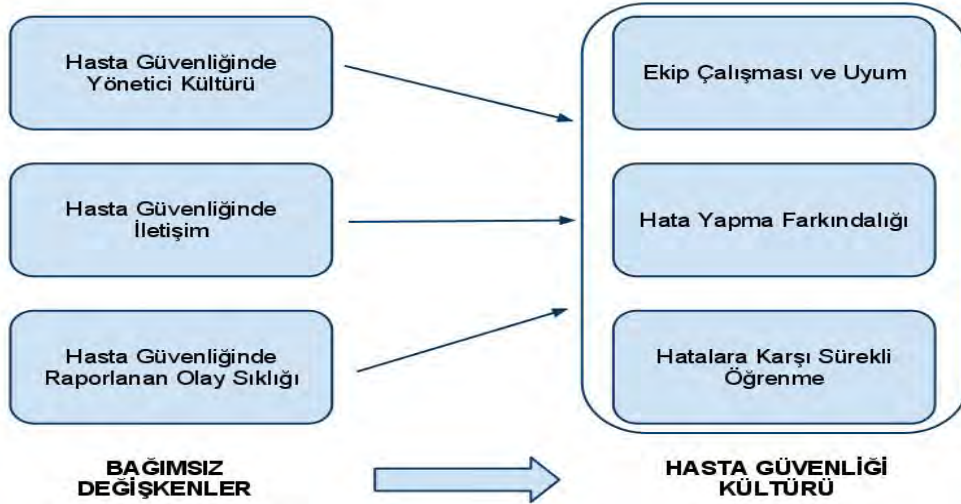 Hasta Güvenliğinde
Yönetici Kültürü
Hasta Güvenliğinde
İletişim
Hasta Güvenliğinde
Raporlanan Olay Sıklığı
BAĞIMSIZ
DEĞİŞKENLER
Ekip Çalışması ve Uyum
Hata Yapma Farkındalığı
Hatalara Karşı Sürekli
Öğrenme
HASTA GÜVENLİĞİ
KÜLTÜRÜ